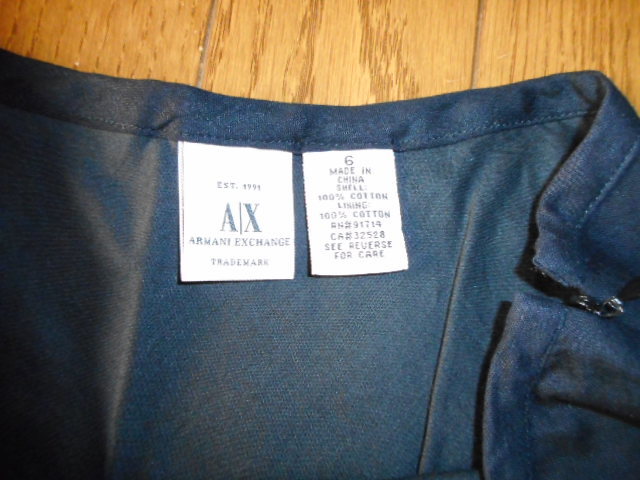 EST. 1991
A|X
ARMANI EXCHANGE
TRADEMARK
6
MADE IN
CHINA
SHELL:
100% COTTON
LINING:
100% COTTON
RN#91714
CA#32528
SEE REVERSE
FOR CARE